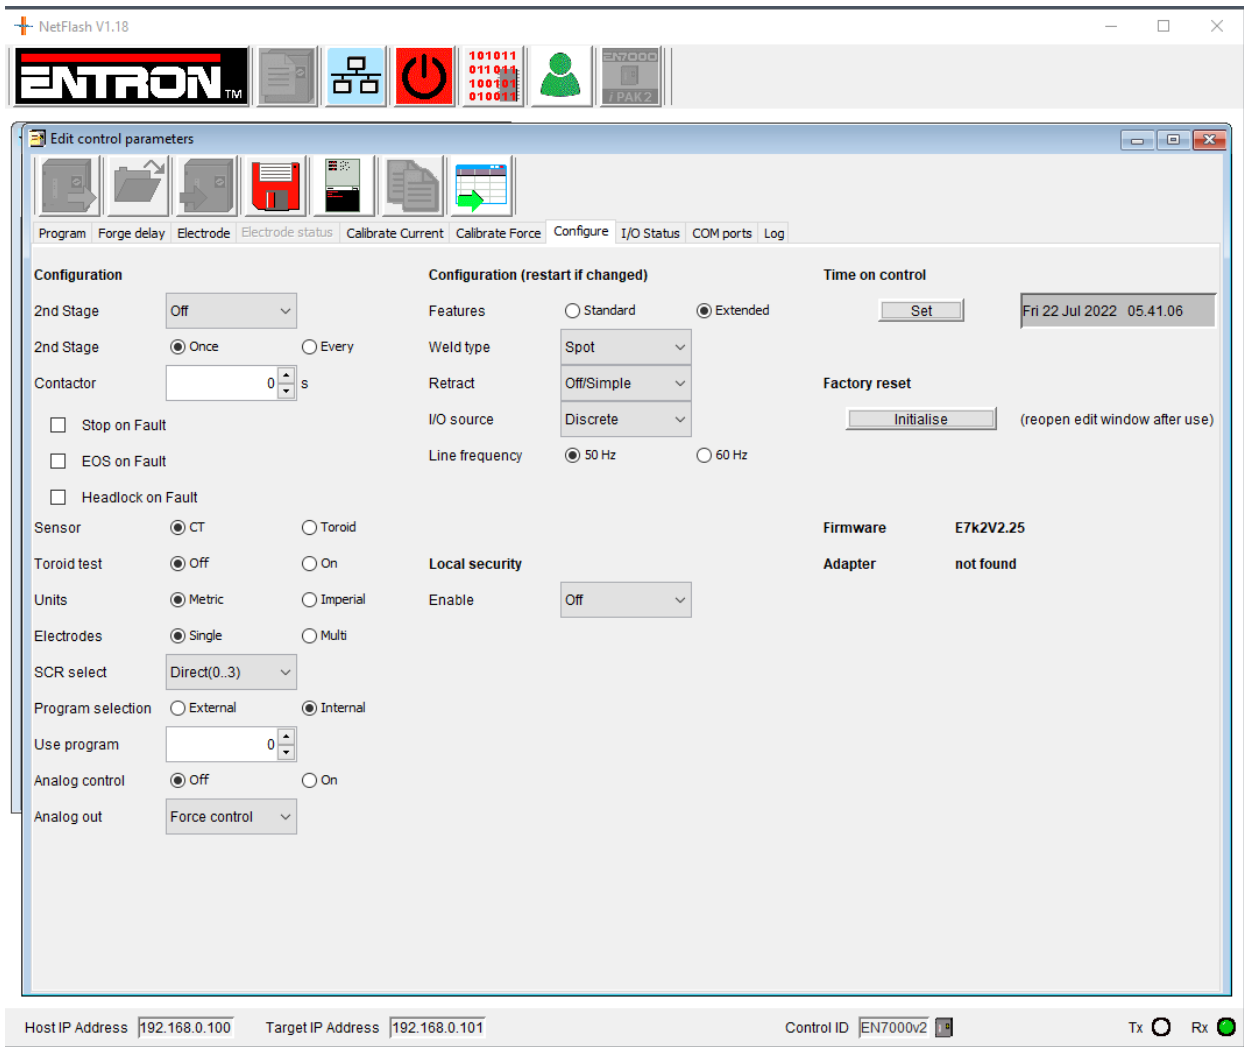 NetFlash V1.18
ENTRON TM
101011
011011
100101
010011
EN7000
iPAK2
Edit control parameters
Program Forge delay Electrode Electrode status Calibrate Current Calibrate Force Configure I/O Status COM ports Log
Configuration Configuration (restart if changed) Time on control
2nd Stage Off Features Standard Extended Set Fri 22 Jul 2022 05.41.06
2nd Stage Once Every Weld type Spot
Contactor 0 s Retract Off/Simple Factory reset
Stop on Fault I/O source Discrete Initialise (reopen edit window after use)
EOS on Fault Line frequency 50 Hz 60 Hz
Headlock on Fault
Sensor CT Toroid Firmware E7k2V2.25
Toroid test Off On Local security Adapter not found
Units Metric Imperial Enable Off
Electrodes Single Multi
SCR select Direct(0..3)
Program selection External Internal
Use program 0
Analog control Off On
Analog out Force control
Host IP Address 192.168.0.100 Target IP Address 192.168.0.101 Control ID EN7000v2 Tx Rx